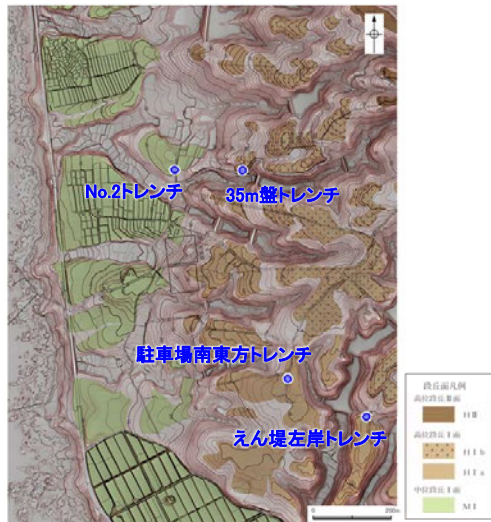 No.2トレンチ
35m盤トレンチ
駐車場南東方トレンチ
えん堤左岸トレンチ
段丘面凡例
高位段丘Ⅱ面
HⅡ
高位段丘Ⅰ面
HⅠb
HⅠa
中位段丘Ⅰ面
MⅠ
0
200m